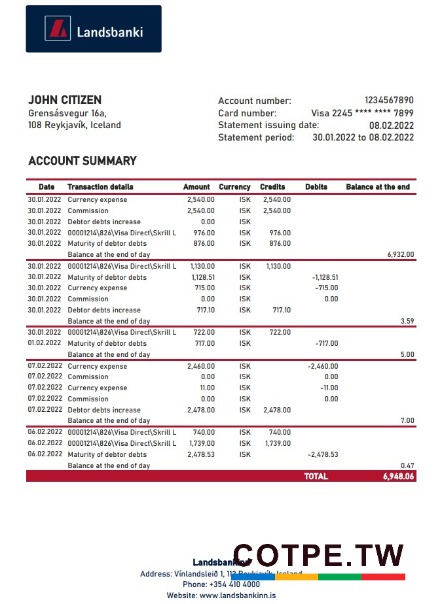 Landsbanki
JOHN CITIZEN
Grensásvegur 16a,
108 Reykjavík, Iceland
Account number: 1234567890
Card number: Visa 2245 **** **** 7899
Statement issuing date: 08.02.2022
Statement period: 30.01.2022 to 08.02.2022
ACCOUNT SUMMARY
Date Transaction details Amount Currency Credits Debits Balance at the end
30.01.2022 Currency expense 2,540.00 ISK 2,540.00
30.01.2022 Commission 2,540.00 ISK 2,540.00
30.01.2022 Debtor debts increase 0.00 ISK
30.01.2022 00001214\826\Visa Direct\Skrill L 976.00 ISK 976.00
30.01.2022 Maturity of debtor debts 876.00 ISK 876.00
Balance at the end of day 6,932.00
30.01.2022 00001214\826\Visa Direct\Skrill L 1,130.00 ISK 1,130.00
30.01.2022 Maturity of debtor debts 1,128.51 ISK -1,128.51
30.01.2022 Currency expense 715.00 ISK -715.00
30.01.2022 Commission 0.00 ISK 0.00
30.01.2022 Debtor debts increase 717.10 ISK 717.10
Balance at the end of day 3.59
30.01.2022 00001214\826\Visa Direct\Skrill L 722.00 ISK 722.00
01.02.2022 Maturity of debtor debts 717.00 ISK -717.00
Balance at the end of day 5.00
07.02.2022 Currency expense 2,460.00 ISK -2,460.00
07.02.2022 Commission 0.00 ISK 0.00
07.02.2022 Currency expense 11.00 ISK -11.00
07.02.2022 Commission 0.00 ISK 0.00
07.02.2022 Debtor debts increase 2,478.00 ISK 2,478.00
Balance at the end of day 7.00
06.02.2022 00001214\826\Visa Direct\Skrill L 740.00 ISK 740.00
06.02.2022 00001214\826\Visa Direct\Skrill L 1,739.00 ISK 1,739.00
06.02.2022 Maturity of debtor debts 2,478.53 ISK -2,478.53
Balance at the end of day 0.47
TOTAL 6,948.06
COTPE.TW
Address: Vínlandsleið 1, Iceland
Phone: +354 410 4000
Website: www.landsbankinn.is